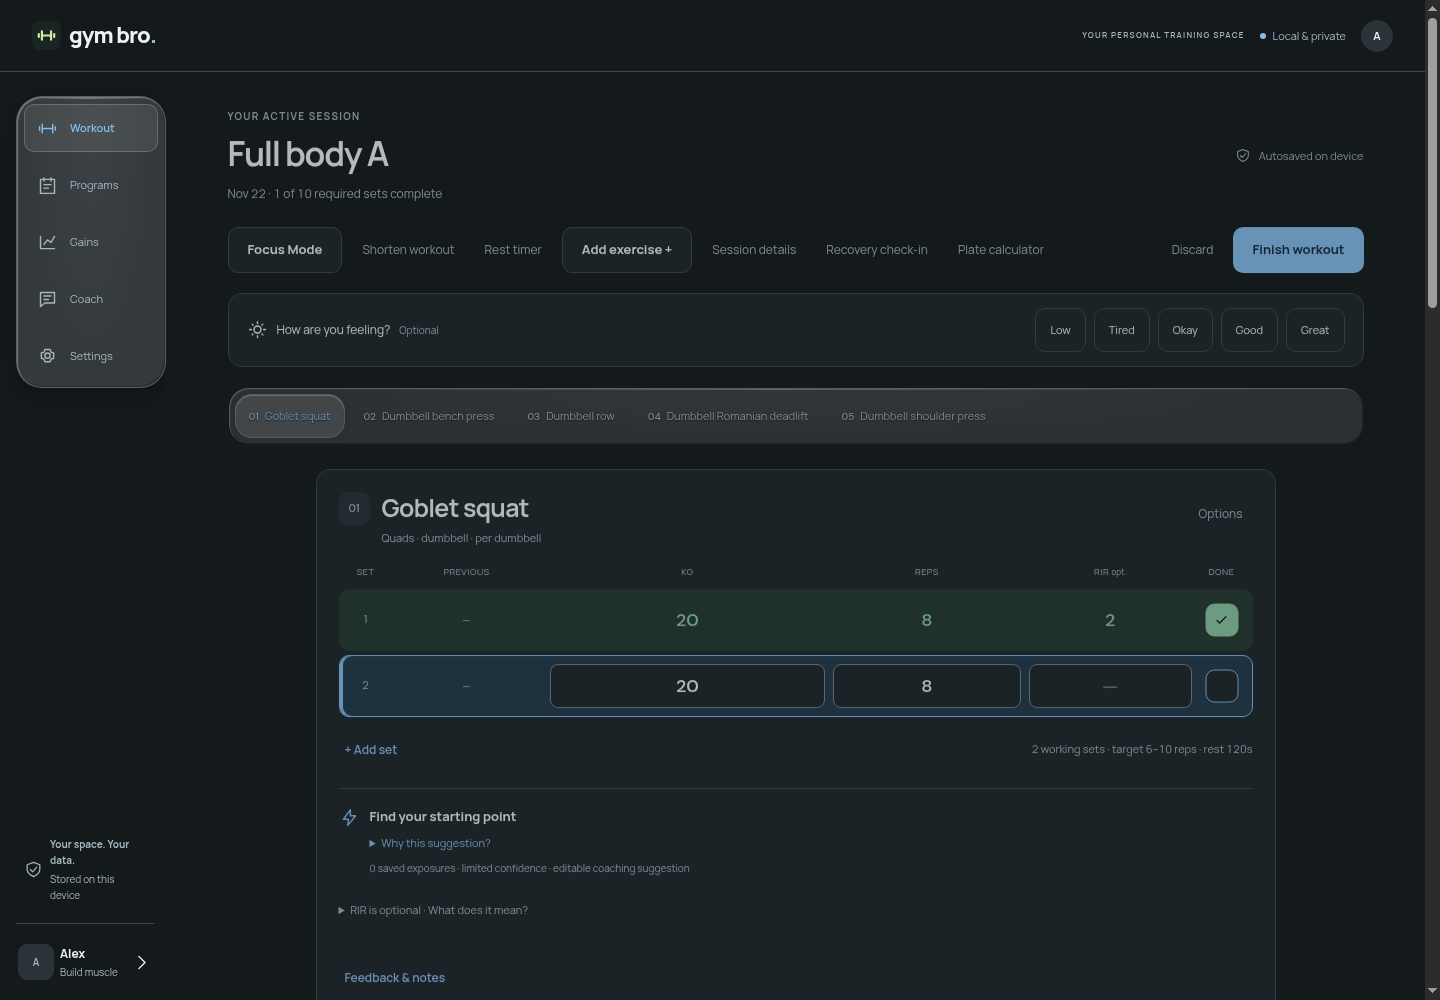 gym bro.
YOUR PERSONAL TRAINING SPACE
Local & private
A
Workout
Programs
Gains
Coach
Settings
Your space. Your
data.
Stored on this
device
A
Alex
Build muscle
YOUR ACTIVE SESSION
Full body A
Nov 22 · 1 of 10 required sets complete
Autosaved on device
Focus Mode
Shorten workout
Rest timer
Add exercise +
Session details
Recovery check-in
Plate calculator
Discard
Finish workout
How are you feeling? Optional
Low
Tired
Okay
Good
Great
01 Goblet squat
02 Dumbbell bench press
03 Dumbbell row
04 Dumbbell Romanian deadlift
05 Dumbbell shoulder press
01
Goblet squat
Quads · dumbbell · per dumbbell
Options
SET PREVIOUS KG REPS RIR opt. DONE
1 – 20 8 2
2 – 20 8 —
+ Add set
2 working sets · target 6–10 reps · rest 120s
Find your starting point
Why this suggestion?
0 saved exposures · limited confidence · editable coaching suggestion
RIR is optional · What does it mean?
Feedback & notes